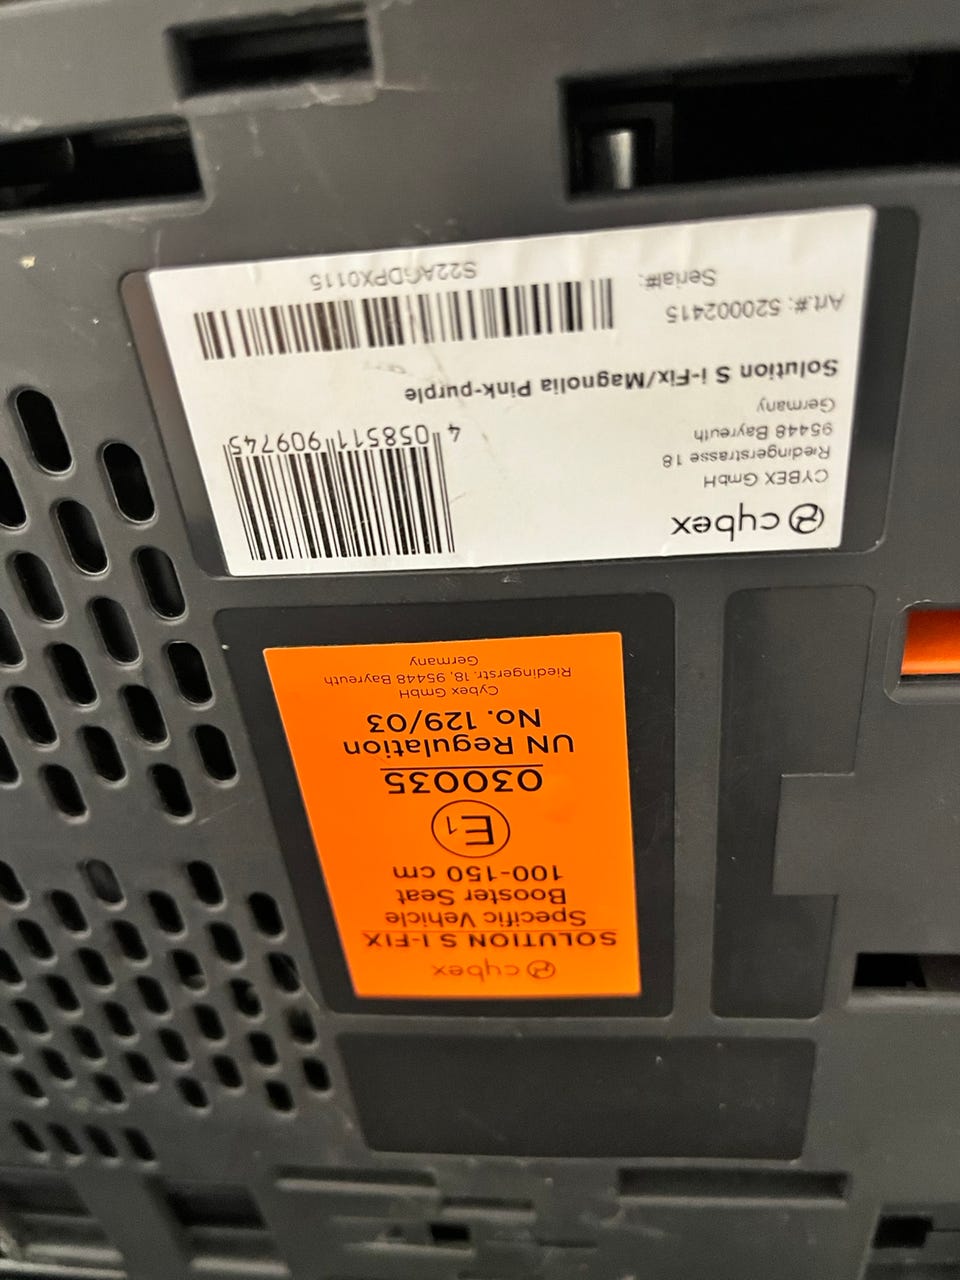 cybex
SOLUTION S I-FIX
Specific Vehicle
Booster Seat
100-150 cm
E1
030035
UN Regulation
No. 129/03
Cybex GmbH
Riedingerstr. 18, 95448 Bayreuth
Germany
cybex
CYBEX GmbH
Riedingerstrasse 18
95448 Bayreuth
Germany
4 058511 909745
Solution S i-Fix/Magnolia Pink-purple
Art.#: 520002415
Serial#:
S22AGDPX0115